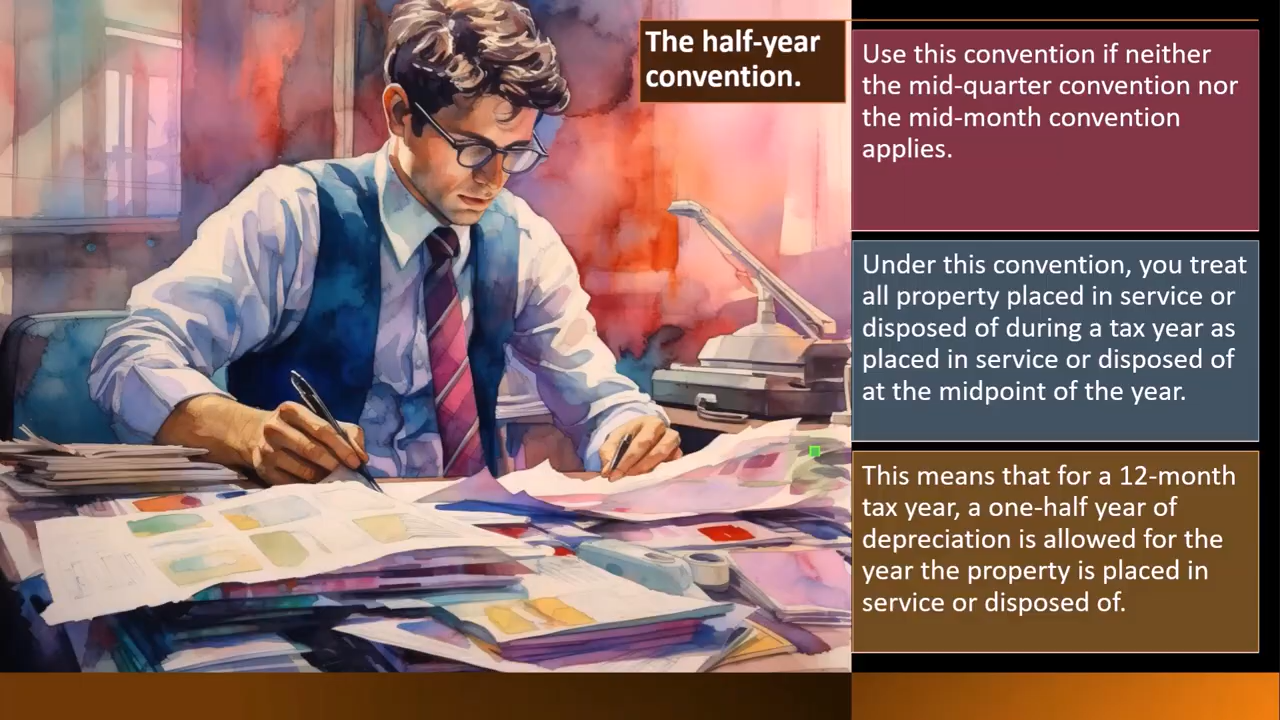 The half-year
convention.
Use this convention if neither
the mid-quarter convention nor
the mid-month convention
applies.
Under this convention, you treat
all property placed in service or
disposed of during a tax year as
placed in service or disposed of
at the midpoint of the year.
This means that for a 12-month
tax year, a one-half year of
depreciation is allowed for the
year the property is placed in
service or disposed of.